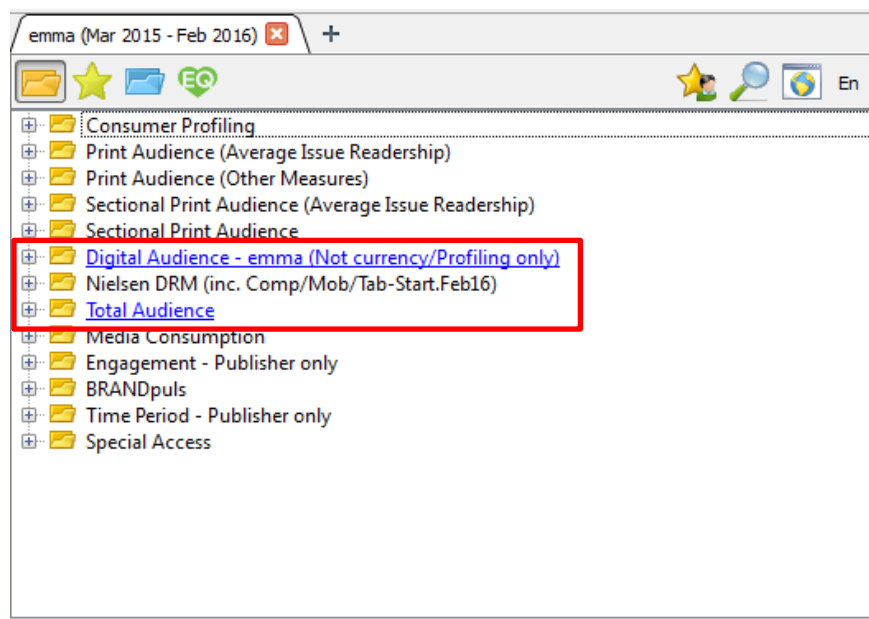 emma (Mar 2015 - Feb 2016)
EQ
En
Consumer Profiling
Print Audience (Average Issue Readership)
Print Audience (Other Measures)
Sectional Print Audience (Average Issue Readership)
Sectional Print Audience
Digital Audience - emma (Not currency/Profiling only)
Nielsen DRM (inc. Comp/Mob/Tab-Start.Feb16)
Total Audience
Media Consumption
Engagement - Publisher only
BRANDpuls
Time Period - Publisher only
Special Access